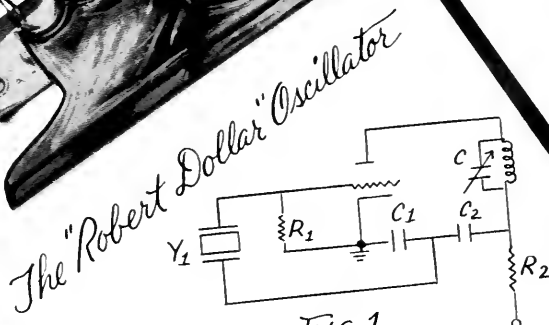 The "Robert Dollar" Oscillator
C
C1
C2
R1
Y1
R2
FIG. 1